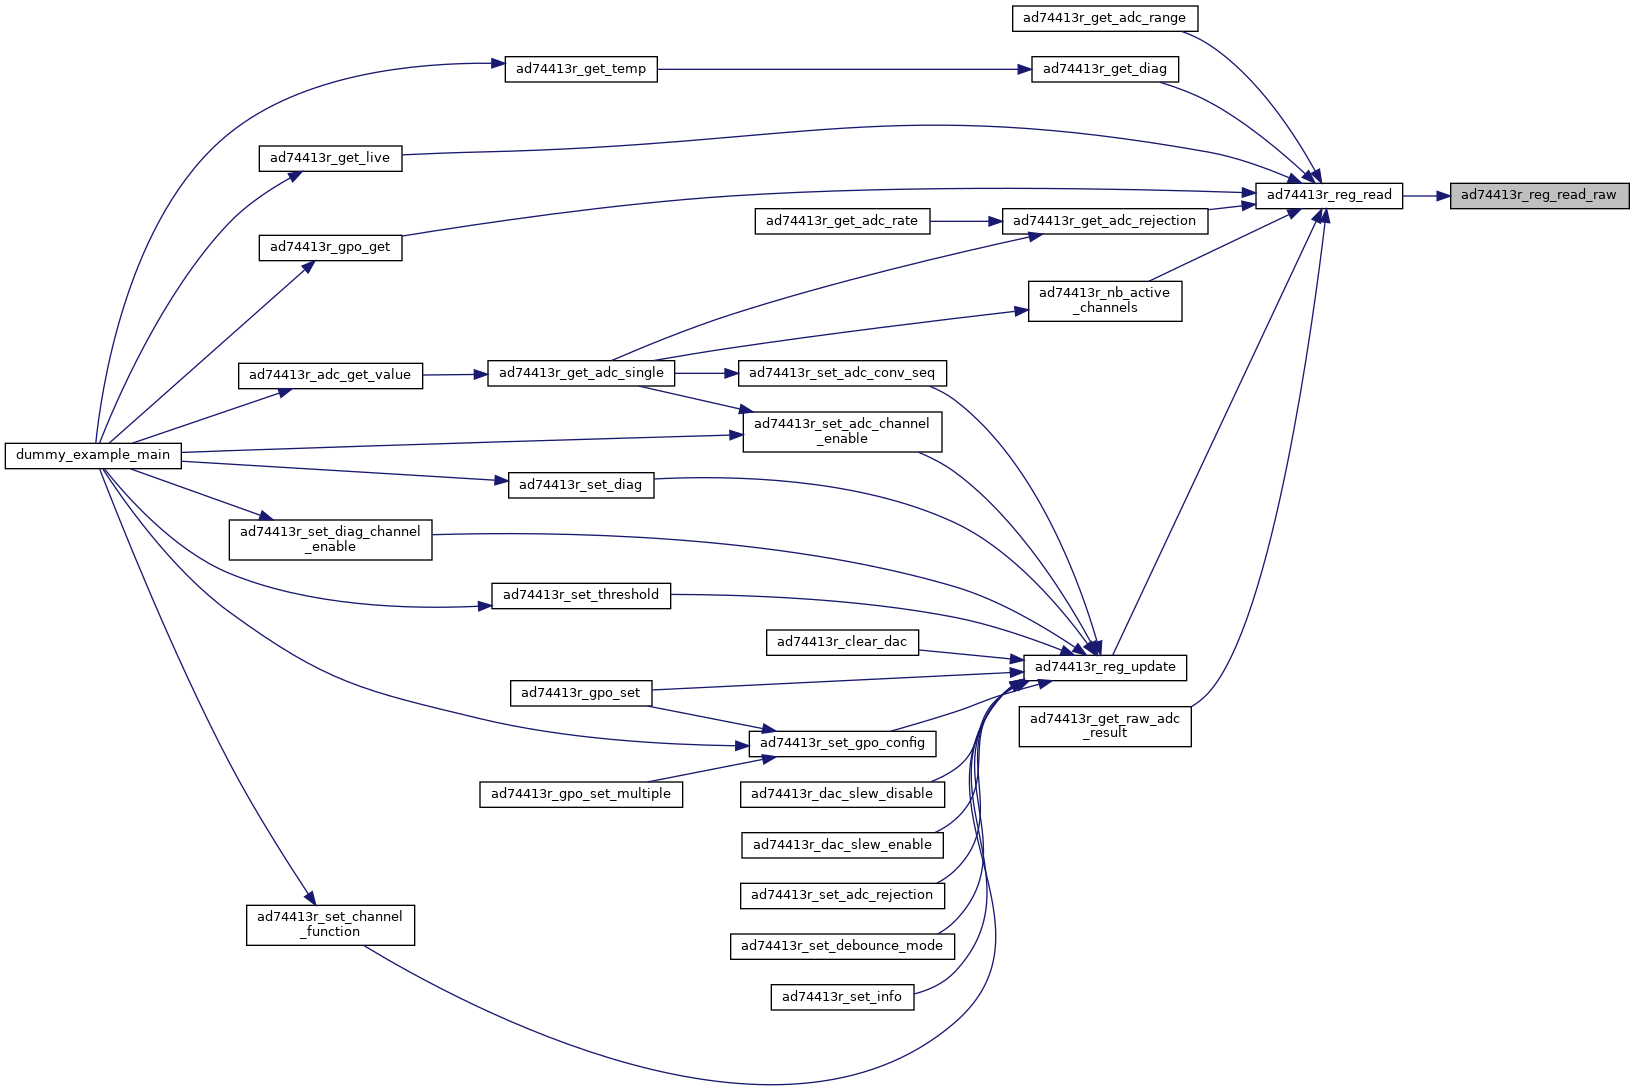 ad74413r_get_adc_range
ad74413r_get_temp
ad74413r_get_diag
ad74413r_get_live
ad74413r_reg_read
ad74413r_reg_read_raw
ad74413r_get_adc_rate
ad74413r_get_adc_rejection
ad74413r_gpo_get
ad74413r_nb_active
_channels
ad74413r_adc_get_value
ad74413r_get_adc_single
ad74413r_set_adc_conv_seq
ad74413r_set_adc_channel
_enable
dummy_example_main
ad74413r_set_diag
ad74413r_set_diag_channel
_enable
ad74413r_set_threshold
ad74413r_clear_dac
ad74413r_reg_update
ad74413r_gpo_set
ad74413r_get_raw_adc
_result
ad74413r_set_gpo_config
ad74413r_gpo_set_multiple
ad74413r_dac_slew_disable
ad74413r_dac_slew_enable
ad74413r_set_adc_rejection
ad74413r_set_channel
_function
ad74413r_set_debounce_mode
ad74413r_set_info